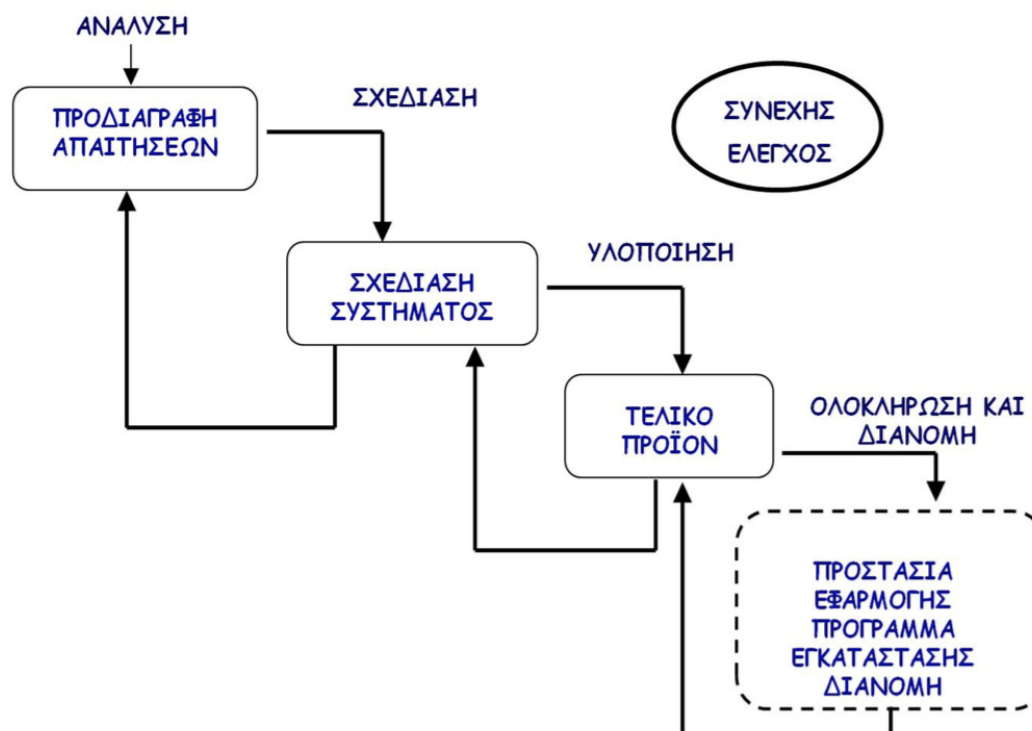 ΑΝΑΛΥΣΗ
ΠΡΟΔΙΑΓΡΑΦΗ
ΑΠΑΙΤΗΣΕΩΝ
ΣΧΕΔΙΑΣΗ
ΣΥΝΕΧΗΣ
ΕΛΕΓΧΟΣ
ΣΧΕΔΙΑΣΗ
ΣΥΣΤΗΜΑΤΟΣ
ΥΛΟΠΟΙΗΣΗ
ΤΕΛΙΚΟ
ΠΡΟΪΟΝ
ΟΛΟΚΛΗΡΩΣΗ ΚΑΙ
ΔΙΑΝΟΜΗ
ΠΡΟΣΤΑΣΙΑ
ΕΦΑΡΜΟΓΗΣ
ΠΡΟΓΡΑΜΜΑ
ΕΓΚΑΤΑΣΤΑΣΗΣ
ΔΙΑΝΟΜΗ